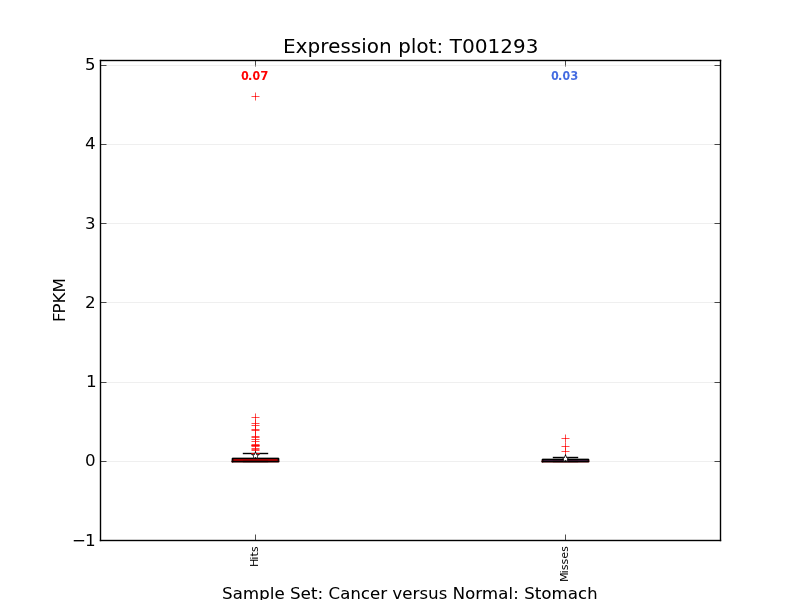 Expression plot: T001293
0.07
0.03
5
4
3
2
1
0
−1
FPKM
Hits
Misses
Sample Set: Cancer versus Normal: Stomach